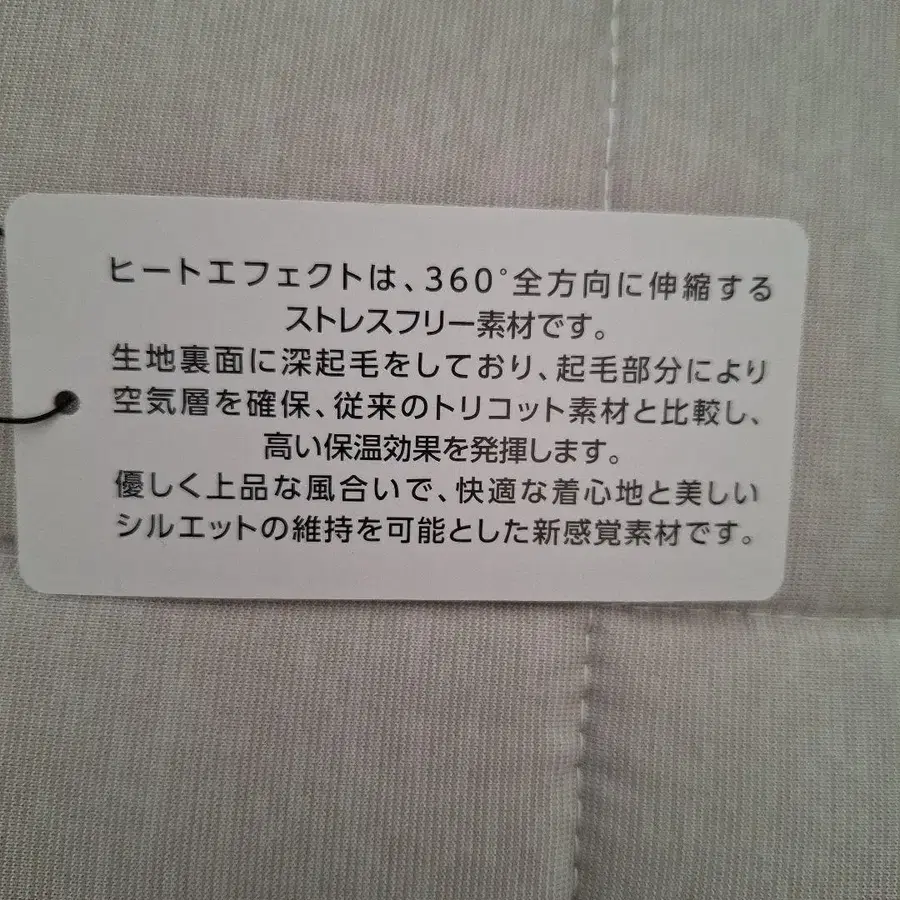 ヒートエフェクトは、360°全方向に伸縮する
ストレスフリー素材です。
生地裏面に深起毛をしており、起毛部分により
空気層を確保、従来のトリコット素材と比較し、
高い保温効果を発揮します。
優しく上品な風合いで、快適な着心地と美しい
シルエットの維持を可能とした新感覚素材です。